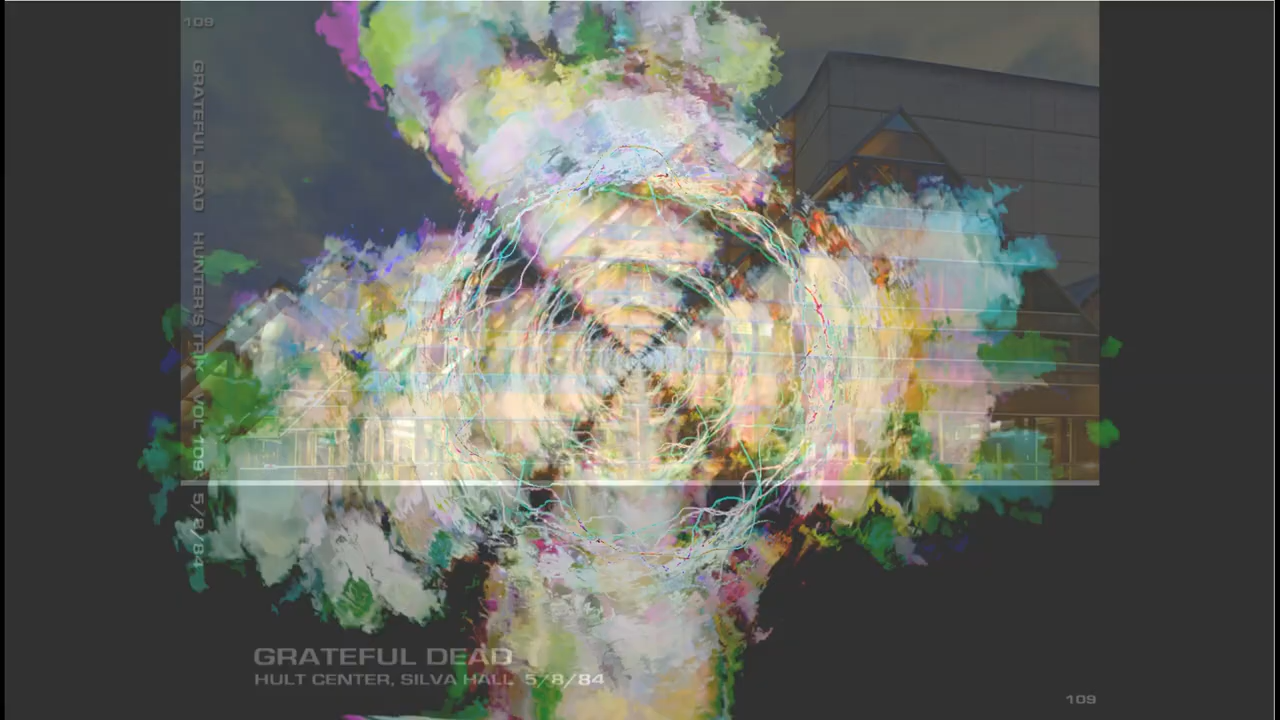 109
GRATEFUL DEAD HUNTER'S TRIX VOL 109 5/8/84
GRATEFUL DEAD
HULT CENTER, SILVA HALL 5/8/84
109